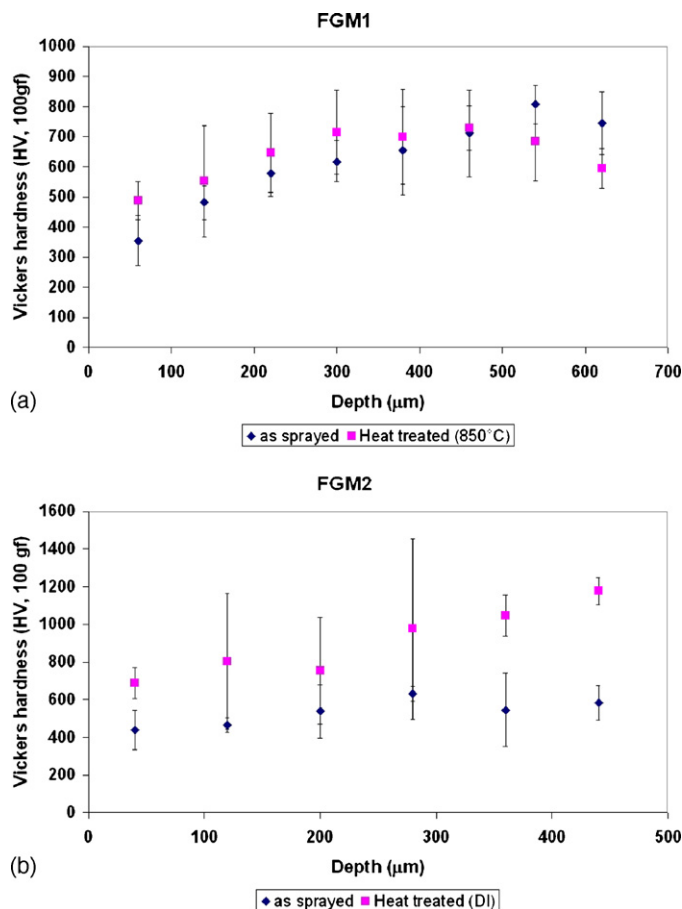 FGM1
Vickers hardness (HV, 100gf)
1000
900
800
700
600
500
400
300
200
100
0
0 100 200 300 400 500 600 700
Depth (μm)
(a)
as sprayed Heat treated (850°C)
FGM2
Vickers hardness (HV, 100 gf)
1600
1400
1200
1000
800
600
400
200
0
0 100 200 300 400 500
Depth (μm)
(b)
as sprayed Heat treated (DI)